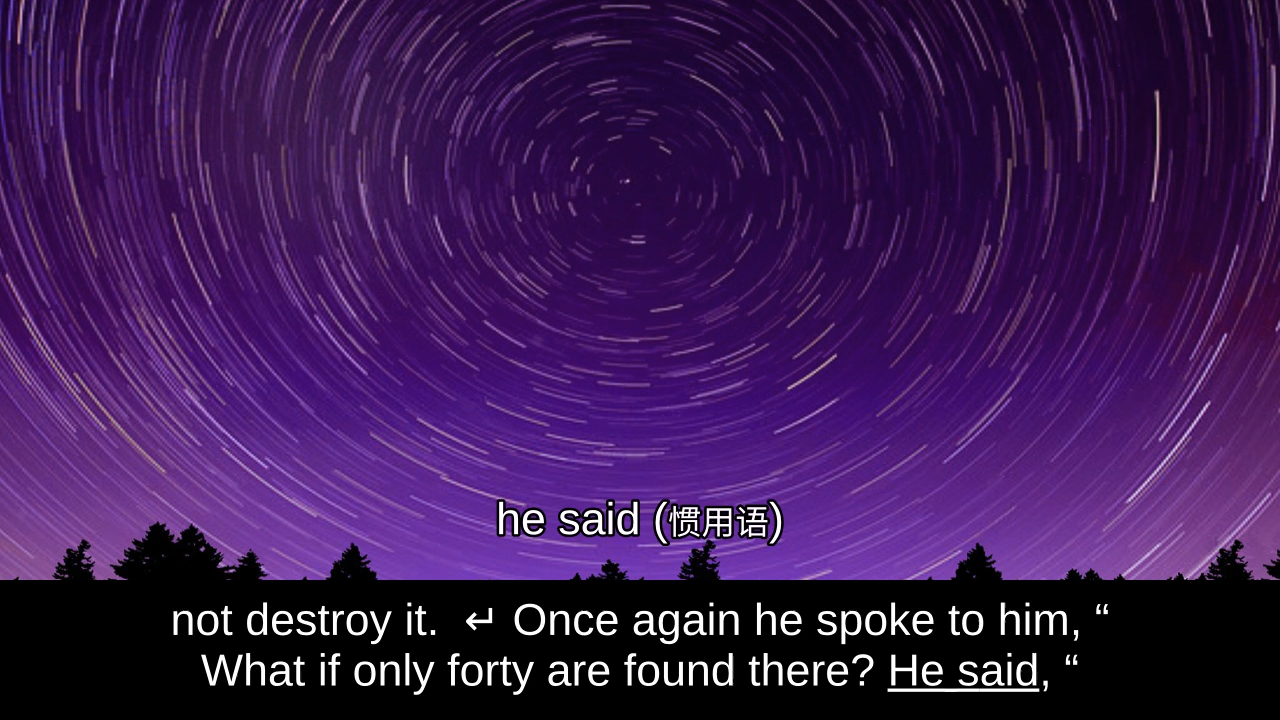 he said (惯用语)
not destroy it.  ↵ Once again he spoke to him, “
What if only forty are found there? He said, “